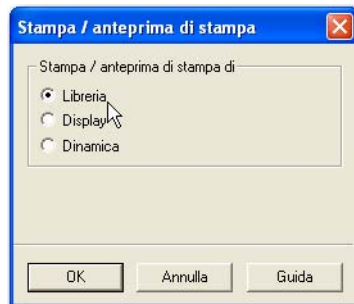 Stampa / anteprima di stampa
Stampa / anteprima di stampa di
Libreria
Display
Dinamica
OK Annulla Guida